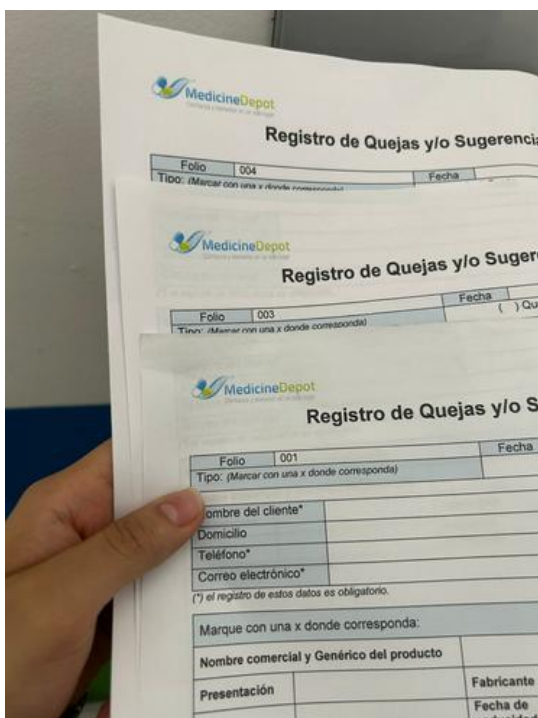 MedicineDepot
Registro de Quejas y/o Sugerencia
Folio 004 Fecha
Tipo: (Marcar con una x donde corresponda)
MedicineDepot
Registro de Quejas y/o Suger
Folio 003 Fecha
Tipo: (Marcar con una x donde corresponda) ( ) Qu
MedicineDepot
Registro de Quejas y/o S
Folio 001 Fecha
Tipo: (Marcar con una x donde corresponda)
ombre del cliente*
Domicilio
Teléfono*
Correo electrónico*
(*) el registro de estos datos es obligatorio.
Marque con una x donde corresponda:
Nombre comercial y Genérico del producto
Presentación Fabricante
Fecha de